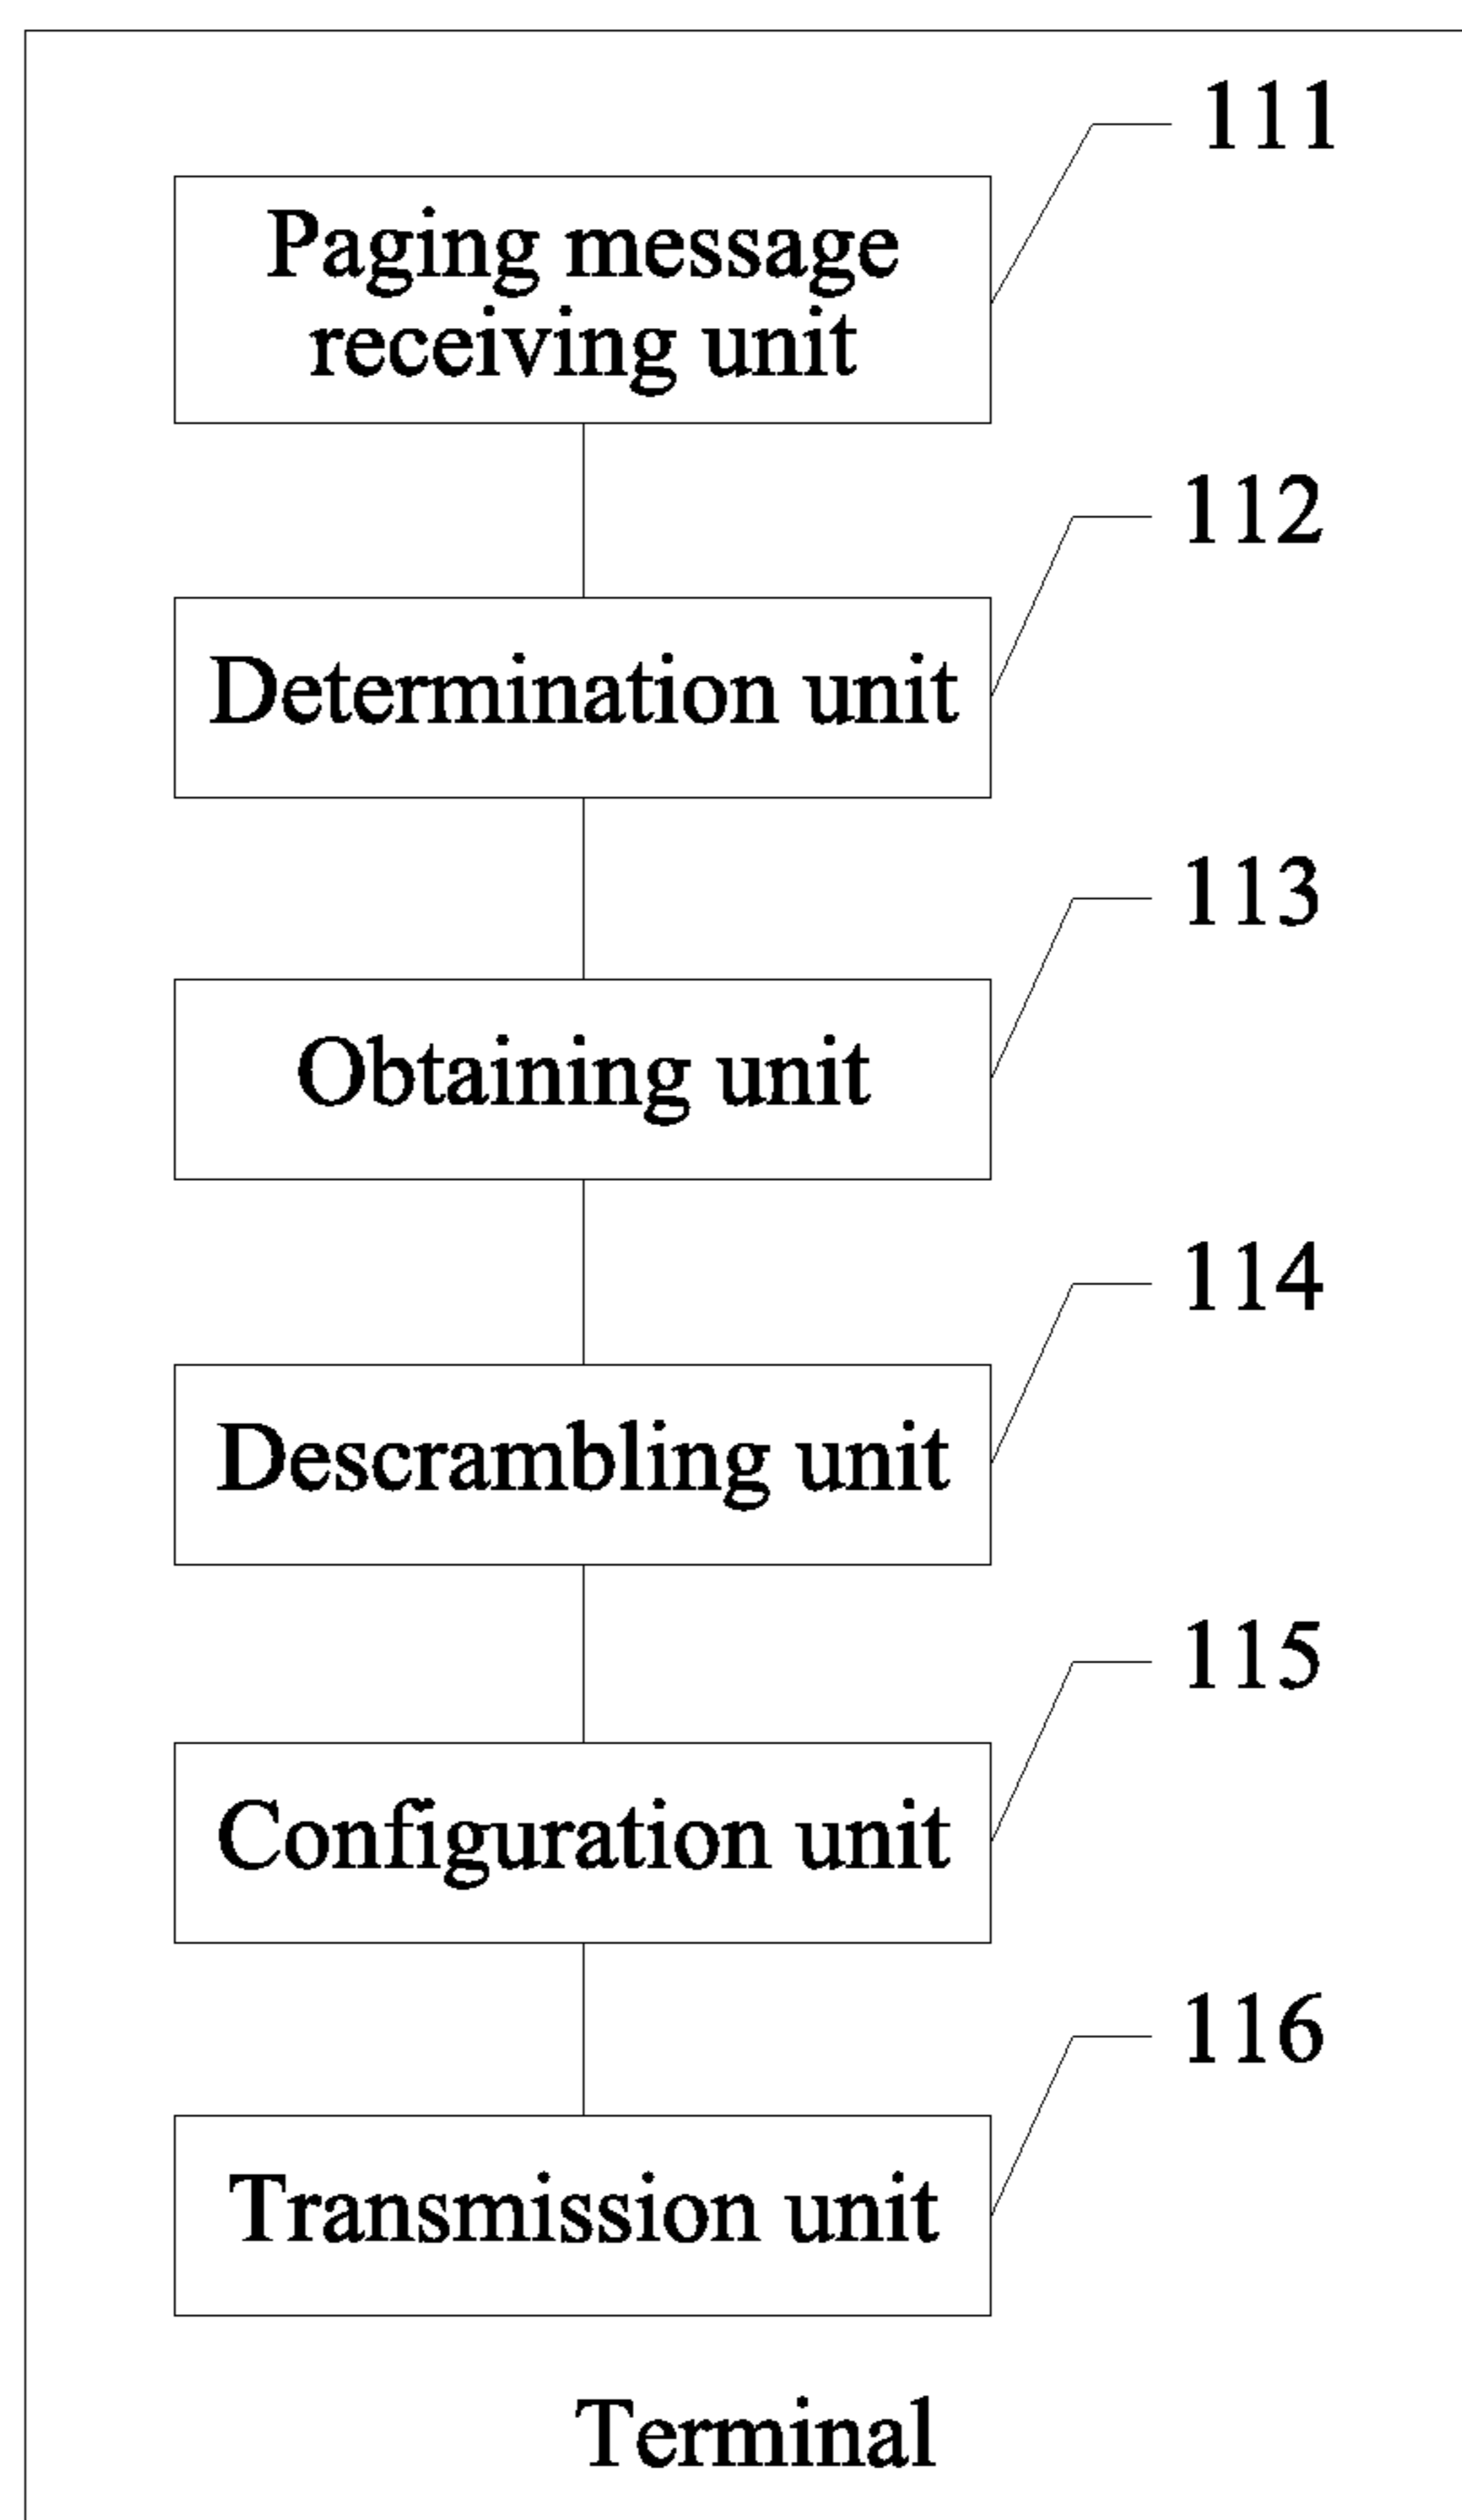 111
Paging message
receiving unit
112
Determination unit
113
Obtaining unit
114
Descrambling unit
115
Configuration unit
116
Transmission unit
Terminal